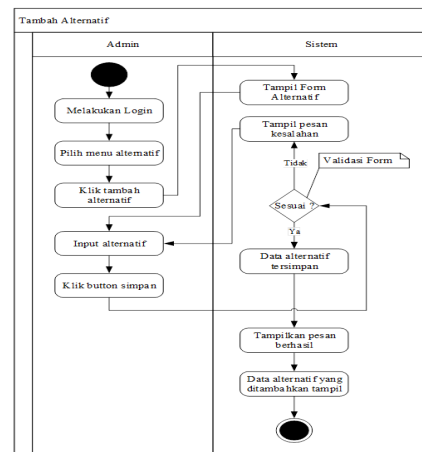 Tambah Alternatif
Admin
Sistem
Melakukan Login
Pilih menu alternatif
Klik tambah
alternatif
Input alternatif
Klik button simpan
Tampil Form
Alternatif
Tampil pesan
kesalahan
Tidak
Validasi Form
Sesuai ?
Ya
Data alternatif
tersimpan
Tampilkan pesan
berhasil
Data alternatif yang
ditambahkan tampil